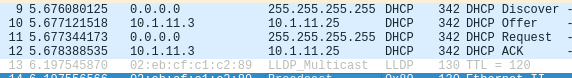 9 5.676080125 0.0.0.0 255.255.255.255 DHCP 342 DHCP Discover -
10 5.677121518 10.1.11.3 10.1.11.25 DHCP 342 DHCP Offer -
11 5.677344173 0.0.0.0 255.255.255.255 DHCP 342 DHCP Request -
12 5.678388535 10.1.11.3 10.1.11.25 DHCP 342 DHCP ACK -
13 6.197545870 02:eb:cf:c1:c2:89 LLDP_Multicast LLDP 130 TTL = 120